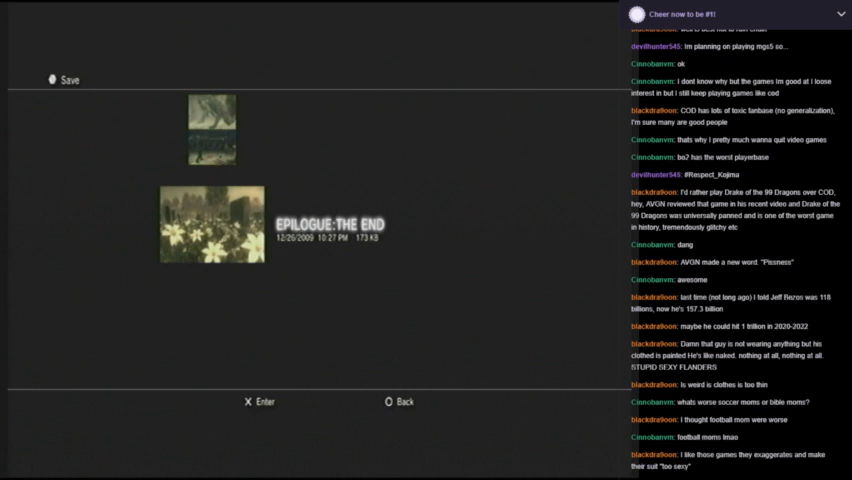 Save
EPILOGUE:THE END
12/26/2009 10:27 PM 173 KB
X Enter
O Back
Cheer now to be #1!
devilhunter545: Im planning on playing mgs5 so...
Cinnobanvm: ok
Cinnobanvm: I dont know why but the games Im good at I loose
interest in but I still keep playing games like cod
blackdra9oon: COD has lots of toxic fanbase (no generalization),
I'm sure many are good people
Cinnobanvm: thats why I pretty much wanna quit video games
Cinnobanvm: bo2 has the worst playerbase
devilhunter545: #Respect_Kojima
blackdra9oon: I'd rather play Drake of the 99 Dragons over COD,
hey, AVGN reviewed that game in his recent video and Drake of the
99 Dragons was universally panned and is one of the worst game
in history, tremendously glitchy etc
Cinnobanvm: dang
blackdra9oon: AVGN made a new word. "Pissness"
Cinnobanvm: awesome
blackdra9oon: last time (not long ago) I told Jeff Bezos was 118
billions, now he's 157.3 billion
blackdra9oon: maybe he could hit 1 trillion in 2020-2022
blackdra9oon: Damn that guy is not wearing anything but his
clothed is painted He's like naked. nothing at all, nothing at all.
STUPID SEXY FLANDERS
blackdra9oon: Is weird is clothes is too thin
Cinnobanvm: whats worse soccer moms or bible moms?
blackdra9oon: I thought football mom were worse
Cinnobanvm: football moms lmao
blackdra9oon: I like those games they exaggerates and make
their suit "too sexy"